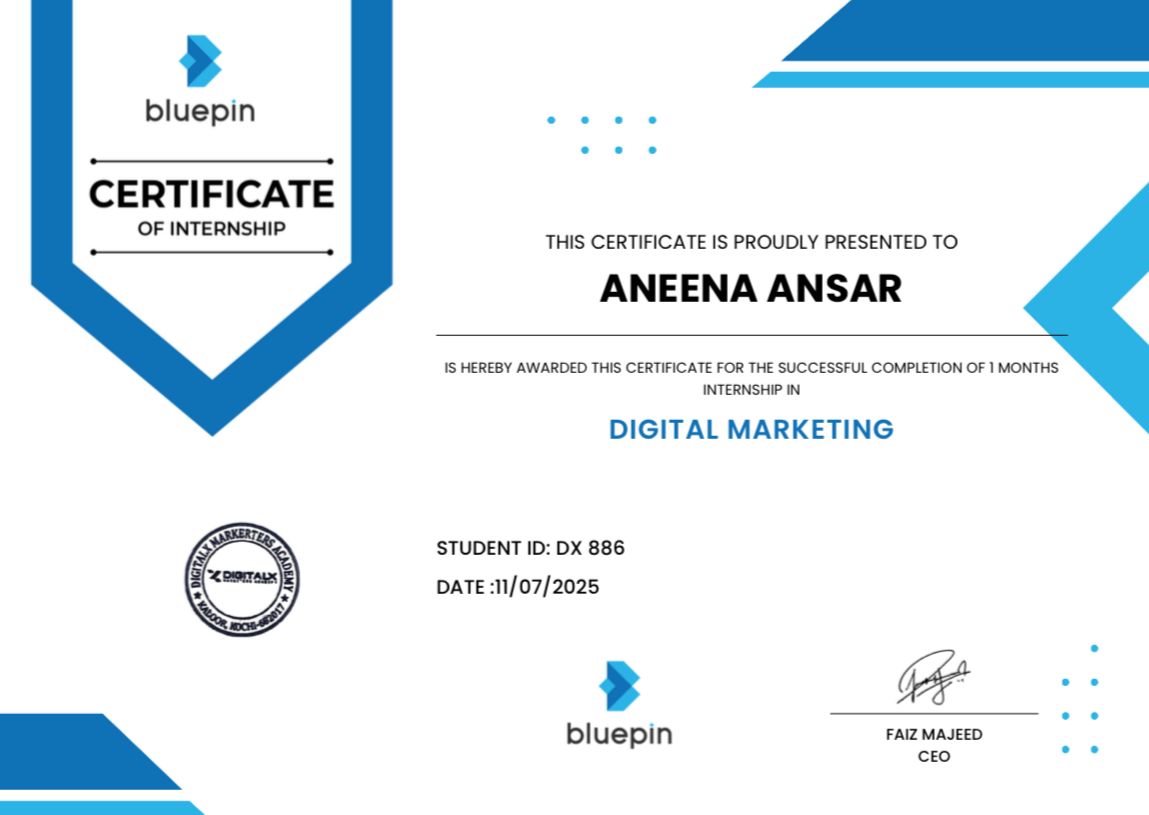 bluepin
CERTIFICATE
OF INTERNSHIP
THIS CERTIFICATE IS PROUDLY PRESENTED TO
ANEENA ANSAR
IS HEREBY AWARDED THIS CERTIFICATE FOR THE SUCCESSFUL COMPLETION OF 1 MONTHS
INTERNSHIP IN
DIGITAL MARKETING
DIGITALX MARKERTERS ACADEMY
DIGITALX
KALOOR, KOCHI-682017
STUDENT ID: DX 886
DATE :11/07/2025
bluepin
FAIZ MAJEED
CEO